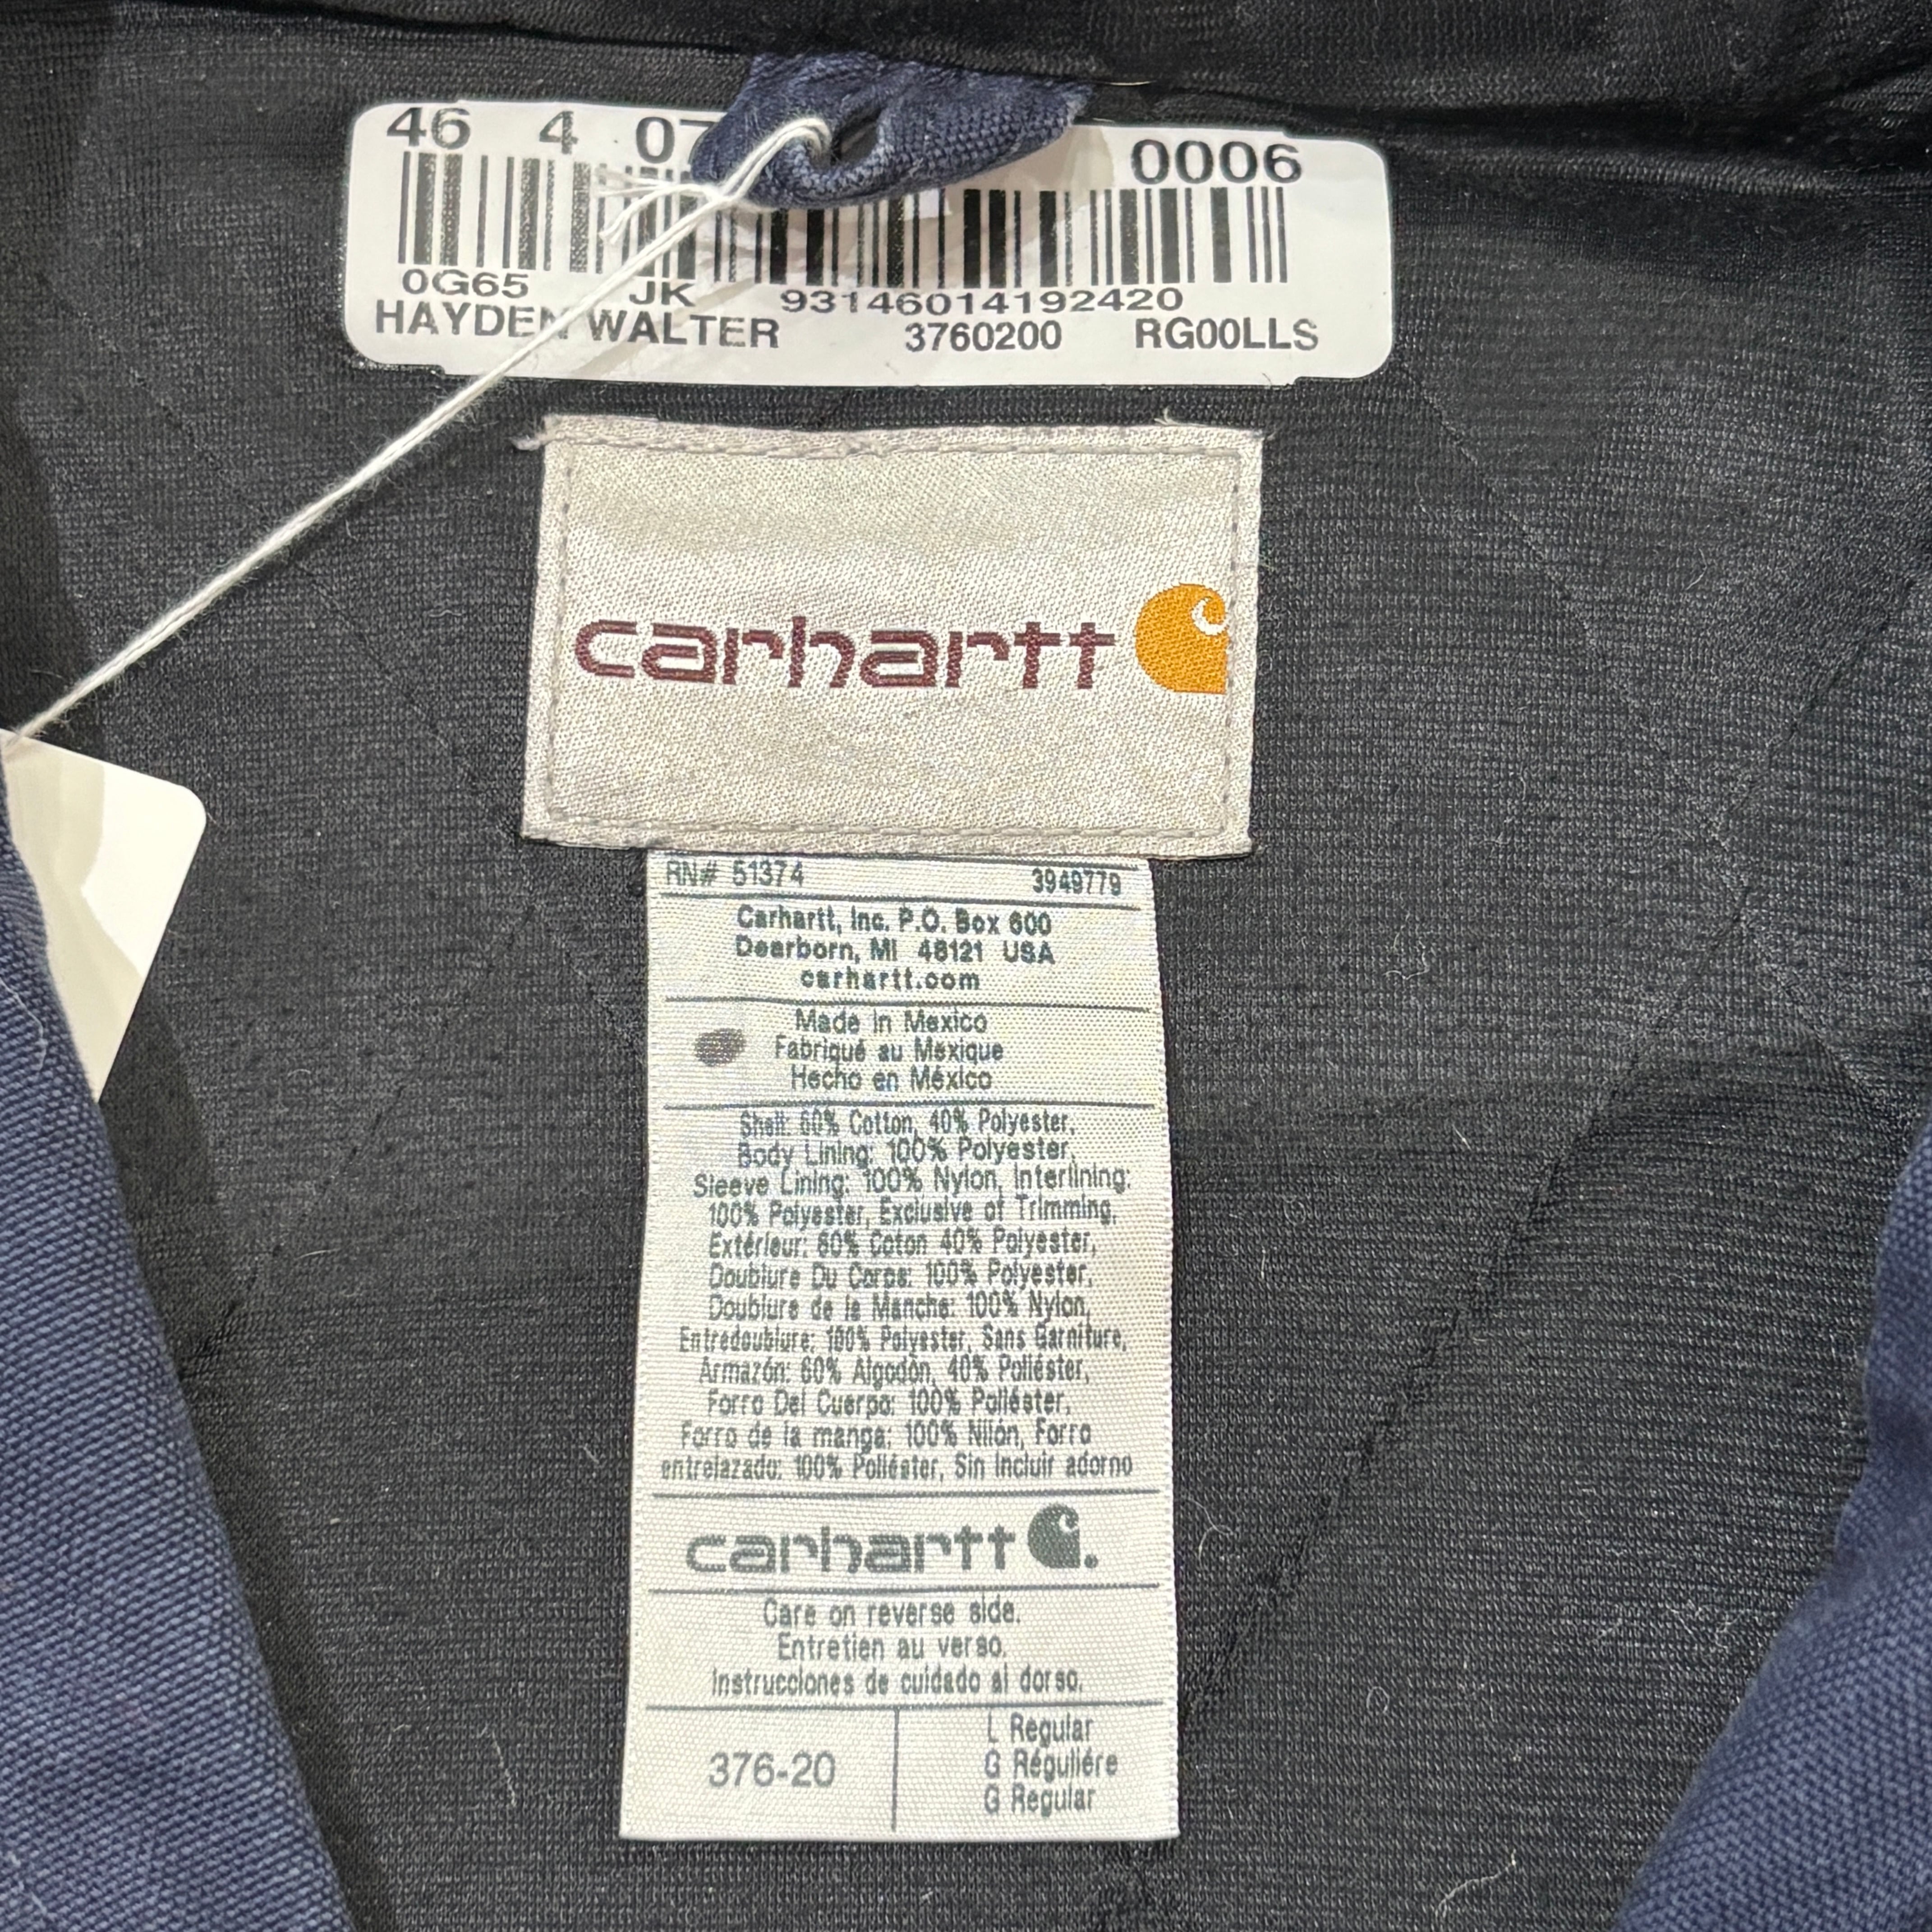 46 4 07 0006
0G65 JK 93146014192420
HAYDEN WALTER 3760200 RG00LLS
carhartt
RN# 51374 3949779
Carhartt, Inc. P.O. Box 600
Dearborn, MI 48121 USA
carhartt.com
Made in Mexico
Fabriqué au Mexique
Hecho en México
Shell: 60% Cotton, 40% Polyester,
Body Lining: 100% Polyester,
Sleeve Lining: 100% Nylon, Interlining:
100% Polyester, Exclusive of Trimming,
Extérieur: 60% Coton 40% Polyester,
Doublure Du Corps: 100% Polyester,
Doublure de la Manche: 100% Nylon,
Entredoublure: 100% Polyester, Sans Garniture,
Armazón: 60% Algodón, 40% Poliéster,
Forro Del Cuerpo: 100% Poliéster,
Forro de la manga: 100% Nilón, Forro
entrelazado: 100% Poliéster, Sin Incluir adorno
carhartt
Care on reverse side.
Entretien au verso.
Instrucciones de cuidado al dorso.
376-20
L Regular
G Réguliére
G Regular